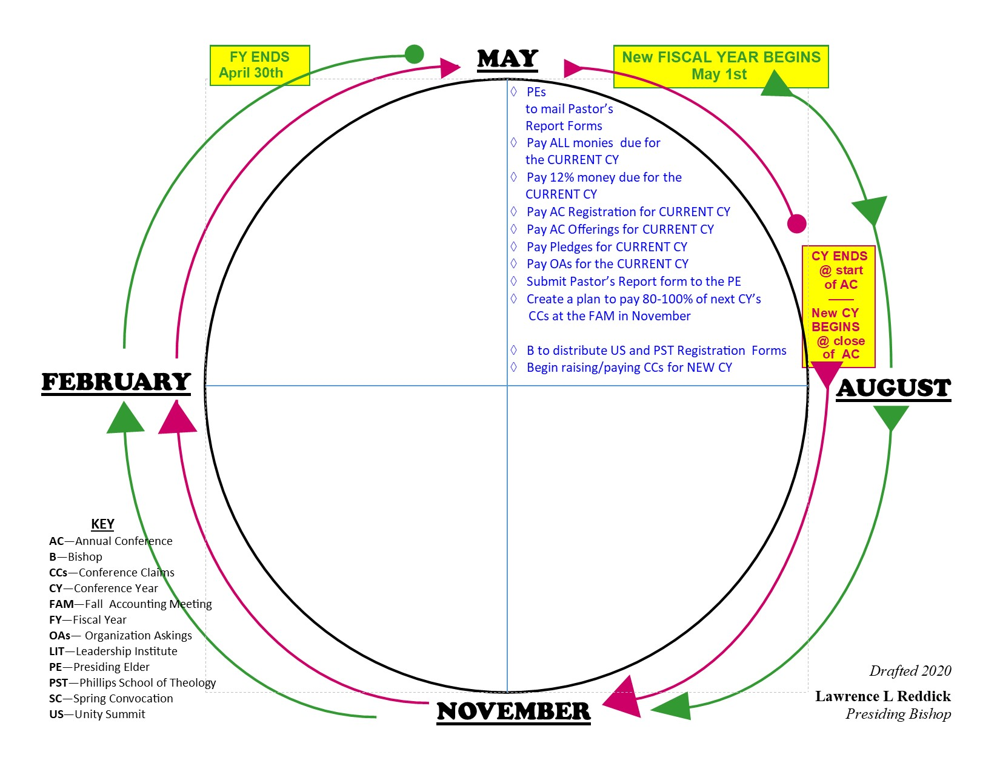 FY ENDS
April 30th
MAY
New FISCAL YEAR BEGINS
May 1st
◊ PEs
to mail Pastor's
Report Forms
◊ Pay ALL monies due for
the CURRENT CY
◊ Pay 12% money due for the
CURRENT CY
◊ Pay AC Registration for CURRENT CY
◊ Pay AC Offerings for CURRENT CY
◊ Pay Pledges for CURRENT CY
◊ Pay OAs for the CURRENT CY
◊ Submit Pastor's Report form to the PE
◊ Create a plan to pay 80-100% of next CY's
CCs at the FAM in November
◊ B to distribute US and PST Registration Forms
◊ Begin raising/paying CCs for NEW CY
CY ENDS
@ start
of AC
New CY
BEGINS
@ close
of AC
FEBRUARY
AUGUST
KEY
AC—Annual Conference
B—Bishop
CCs—Conference Claims
CY—Conference Year
FAM—Fall Accounting Meeting
FY—Fiscal Year
OAs— Organization Askings
LIT—Leadership Institute
PE—Presiding Elder
PST—Phillips School of Theology
SC—Spring Convocation
US—Unity Summit
NOVEMBER
Drafted 2020
Lawrence L Reddick
Presiding Bishop